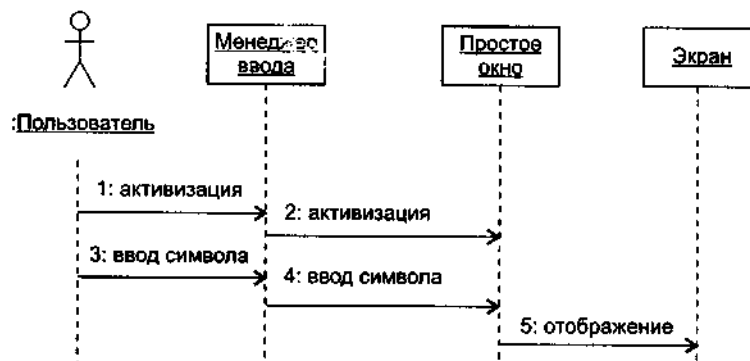 Менеджер
ввода
Простое
окно
Экран
:Пользователь
1: активизация
2: активизация
3: ввод символа
4: ввод символа
5: отображение